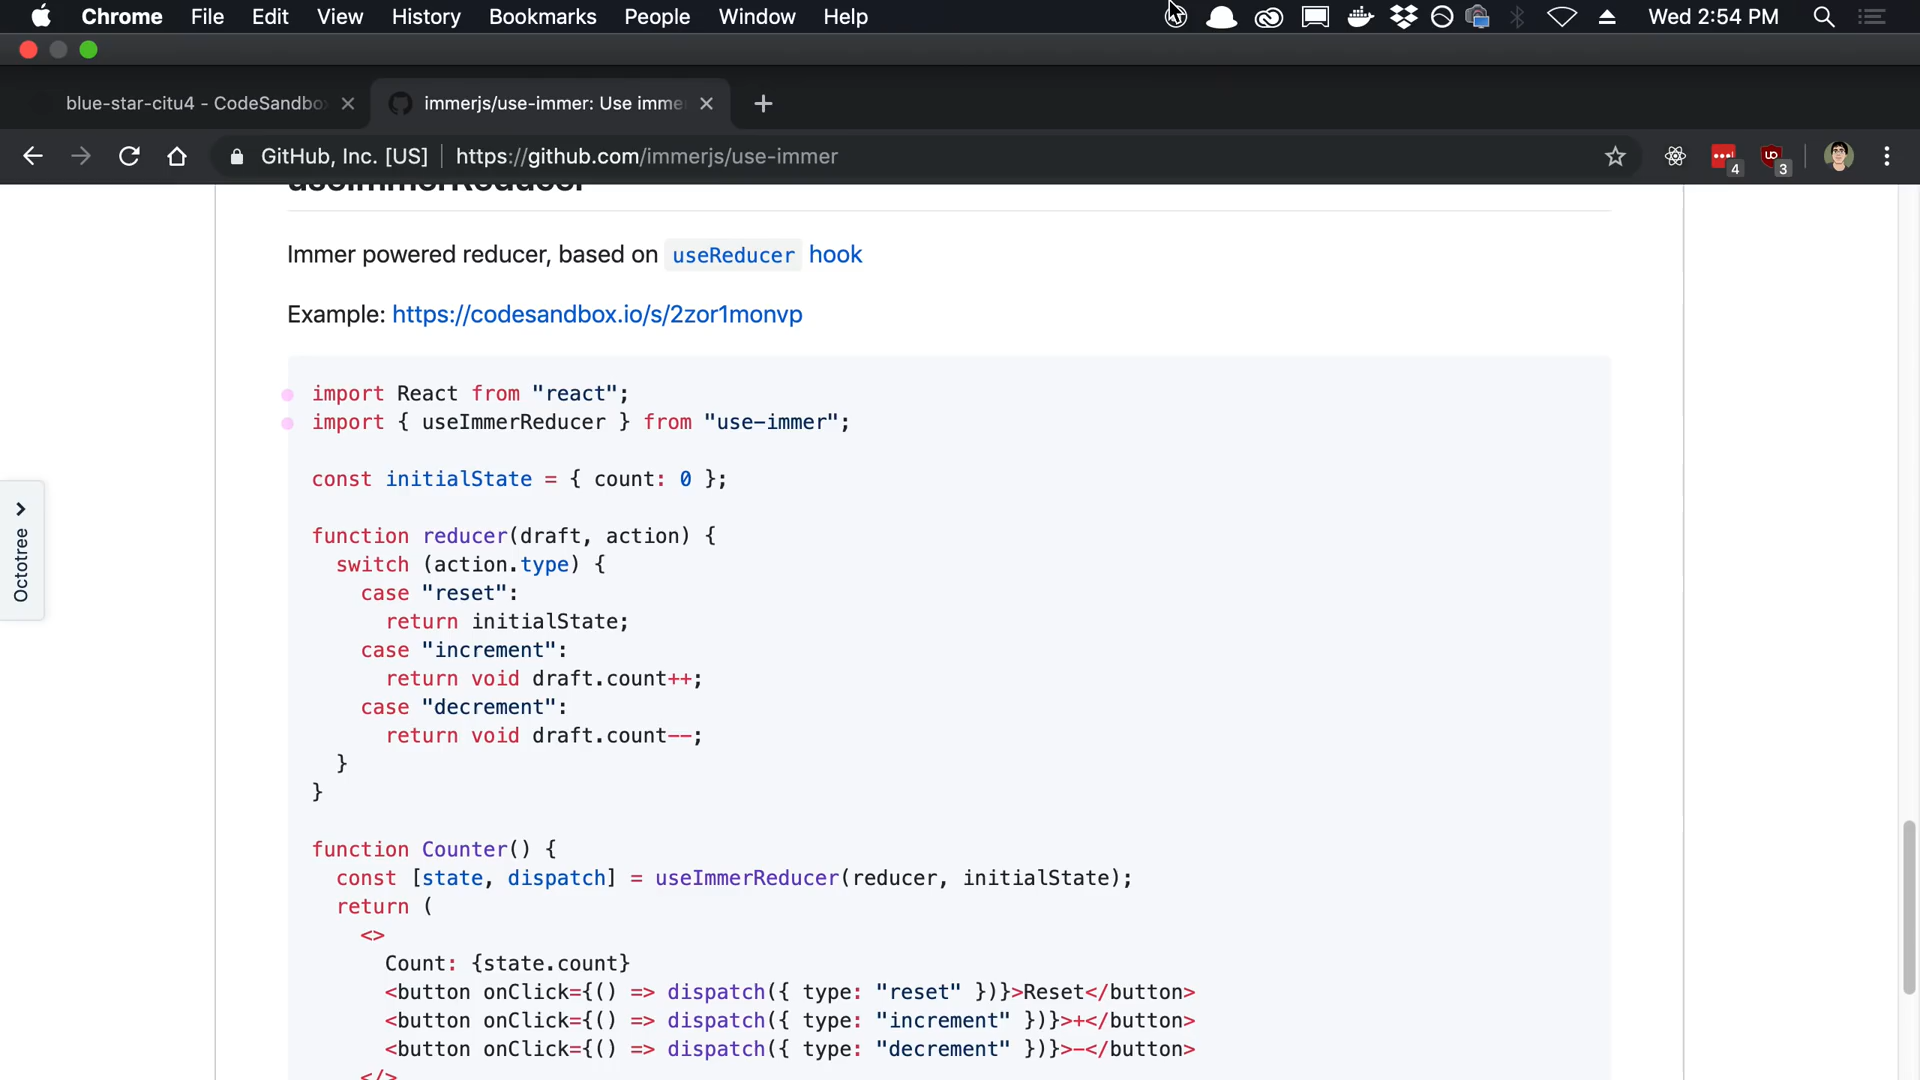 Chrome File Edit View History Bookmarks People Window Help Wed 2:54 PM
blue-star-citu4 - CodeSandbox immerjs/use-immer: Use imme
GitHub, Inc. [US] https://github.com/immerjs/use-immer 4 3
useImmerReducer
Immer powered reducer, based on useReducer hook
Example: https://codesandbox.io/s/2zor1monvp
import React from "react";
import { useImmerReducer } from "use-immer";
const initialState = { count: 0 };
function reducer(draft, action) {
switch (action.type) {
case "reset":
return initialState;
case "increment":
return void draft.count++;
case "decrement":
return void draft.count--;
}
}
function Counter() {
const [state, dispatch] = useImmerReducer(reducer, initialState);
return (
<>
Count: {state.count}
<button onClick={() => dispatch({ type: "reset" })}>Reset</button>
<button onClick={() => dispatch({ type: "increment" })}>+</button>
<button onClick={() => dispatch({ type: "decrement" })}>-</button>
</>
Octotree